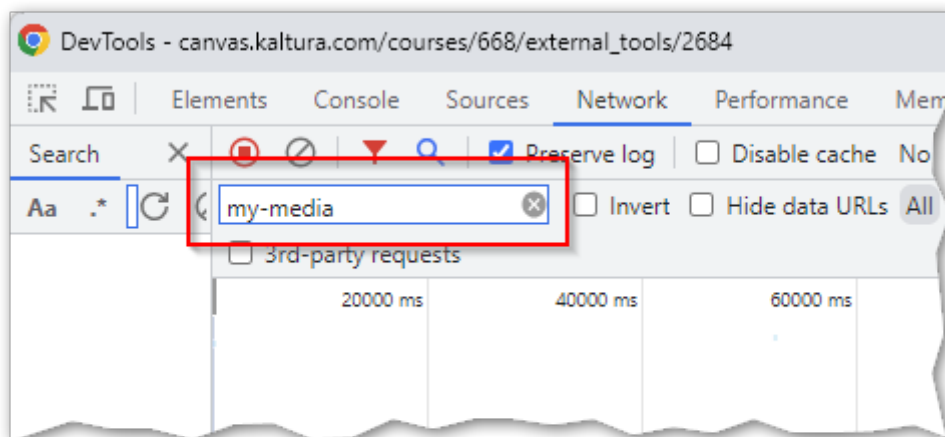 DevTools - canvas.kaltura.com/courses/668/external_tools/2684
Elements Console Sources Network Performance
Search Preserve log Disable cache No
Aa .* my-media Invert Hide data URLs All
3rd-party requests
20000 ms 40000 ms 60000 ms